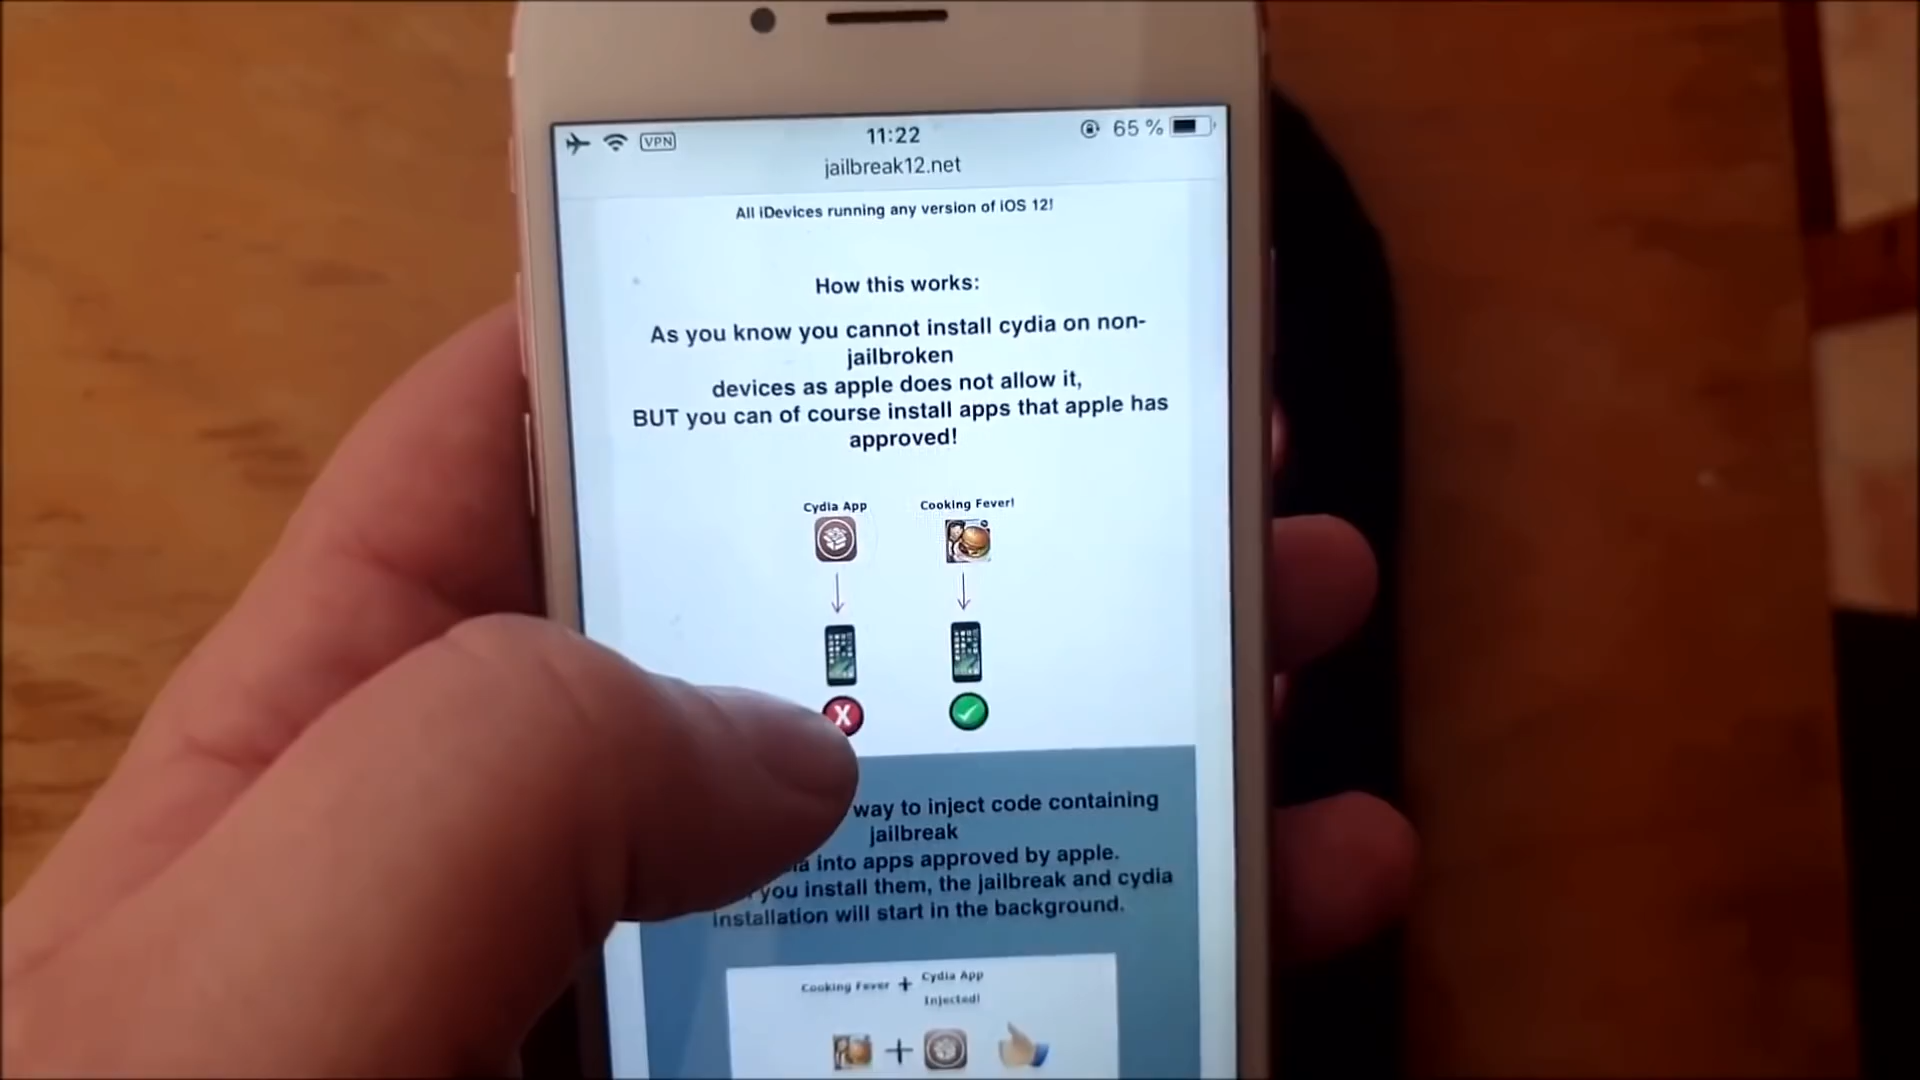 VPN
11:22
65 %
jailbreak12.net
All iDevices running any version of iOS 12!
How this works:
As you know you cannot install cydia on non-
jailbroken
devices as apple does not allow it,
BUT you can of course install apps that apple has
approved!
Cydia App Cooking Fever!
X
way to inject code containing
jailbreak
into apps approved by apple.
you install them, the jailbreak and cydia
installation will start in the background.
Cooking Fever + Cydia App
Injected!
+